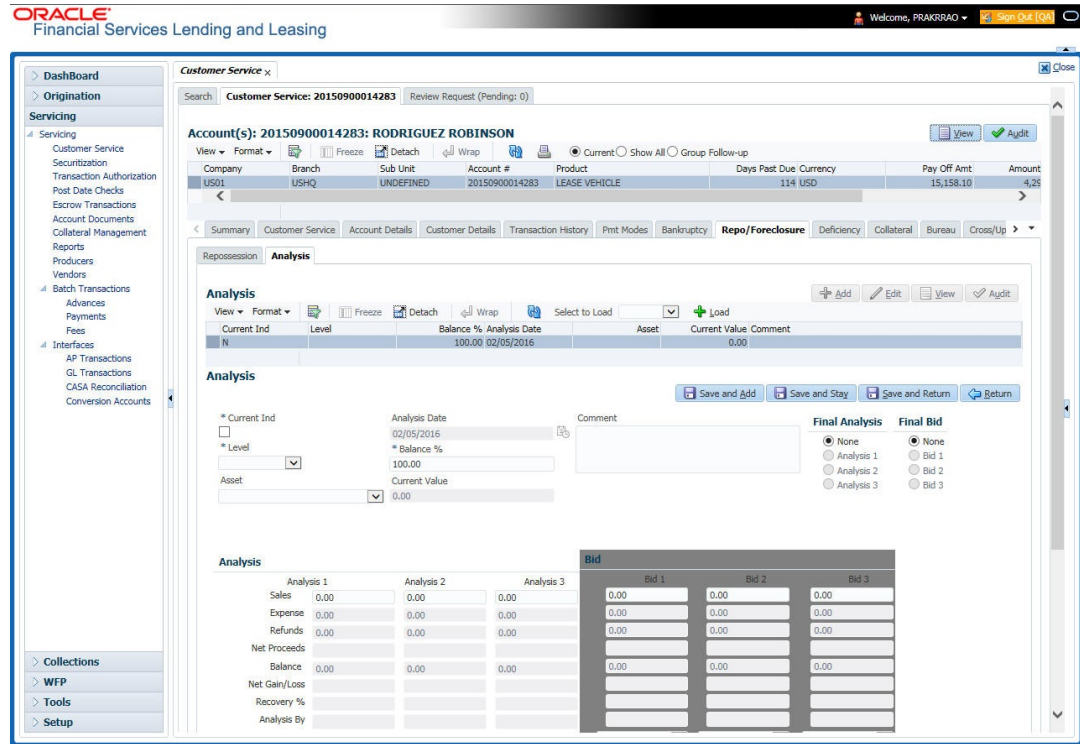 ORACLE®
Financial Services Lending and Leasing
Welcome, PRAKRRAO
Sign Out [QA]
Close
DashBoard
Origination
Servicing
Servicing
Customer Service
Securitization
Transaction Authorization
Post Date Checks
Escrow Transactions
Account Documents
Collateral Management
Reports
Producers
Vendors
Batch Transactions
Advances
Payments
Fees
Interfaces
AP Transactions
GL Transactions
CASA Reconciliation
Conversion Accounts
Collections
WFP
Tools
Setup
Customer Service x
Search Customer Service: 20150900014283 Review Request (Pending: 0)
Account(s): 20150900014283: RODRIGUEZ ROBINSON
View Audit
View Format Freeze Detach Wrap Current Show All Group Follow-up
Company Branch Sub Unit Account # Product Days Past Due Currency Pay Off Amt Amount
US01 USHQ UNDEFINED 20150900014283 LEASE VEHICLE 114 USD 15,158.10 4,29
Summary Customer Service Account Details Customer Details Transaction History Pmt Modes Bankruptcy Repo/Foreclosure Deficiency Collateral Bureau Cross/Up
Repossession Analysis
Analysis
Add Edit View Audit
View Format Freeze Detach Wrap Select to Load Load
Current Ind Level Balance % Analysis Date Asset Current Value Comment
N 100.00 02/05/2016 0.00
Analysis
Save and Add Save and Stay Save and Return Return
* Current Ind Analysis Date Comment Final Analysis Final Bid
02/05/2016
* Level * Balance %
100.00
Asset Current Value
0.00
None None
Analysis 1 Bid 1
Analysis 2 Bid 2
Analysis 3 Bid 3
Analysis Bid
Analysis 1 Analysis 2 Analysis 3 Bid 1 Bid 2 Bid 3
Sales 0.00 0.00 0.00 0.00 0.00 0.00
Expense 0.00 0.00 0.00 0.00 0.00 0.00
Refunds 0.00 0.00 0.00 0.00 0.00 0.00
Net Proceeds
Balance 0.00 0.00 0.00 0.00 0.00 0.00
Net Gain/Loss
Recovery %
Analysis By